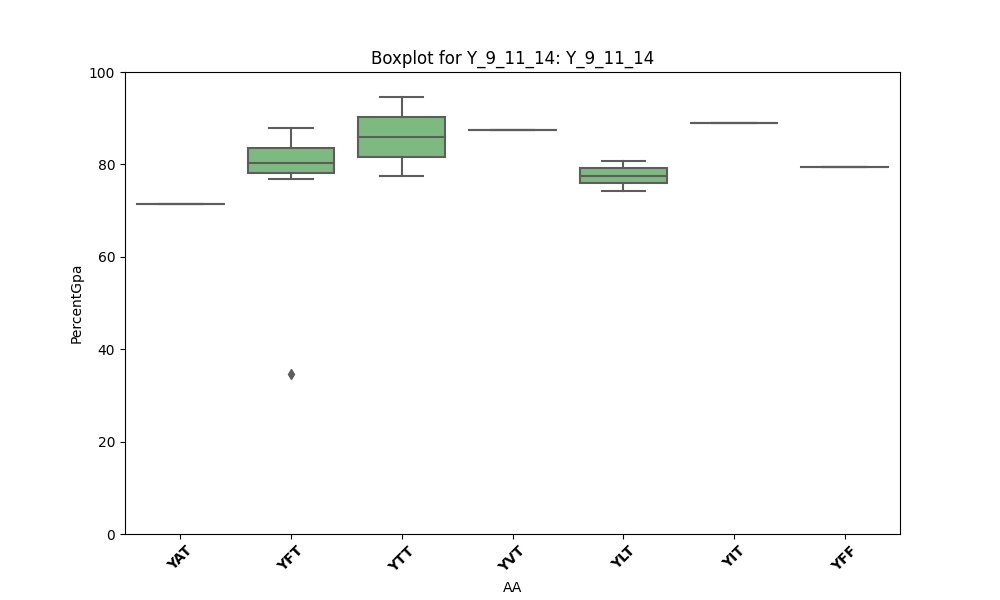 Boxplot for Y_9_11_14: Y_9_11_14
100
80
60
40
20
0
PercentGpa
YAT YFT YTT YVT YLT YIT YFF
AA